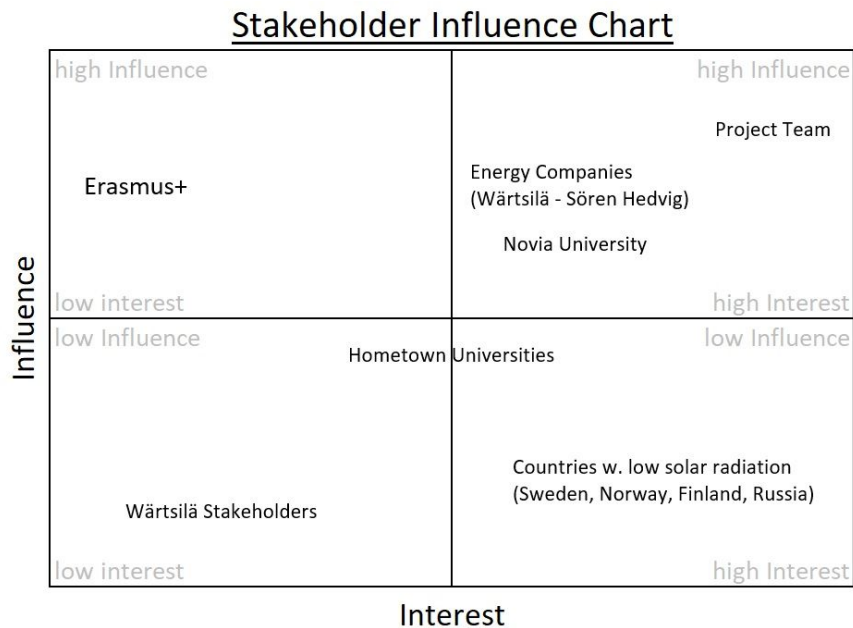 Stakeholder Influence Chart
high Influence
high Influence
Project Team
Energy Companies
(Wärtsilä - Sören Hedvig)
Erasmus+
Novia University
low interest
high Interest
Influence
low Influence
low Influence
Hometown Universities
Countries w. low solar radiation
(Sweden, Norway, Finland, Russia)
Wärtsilä Stakeholders
low interest
high Interest
Interest